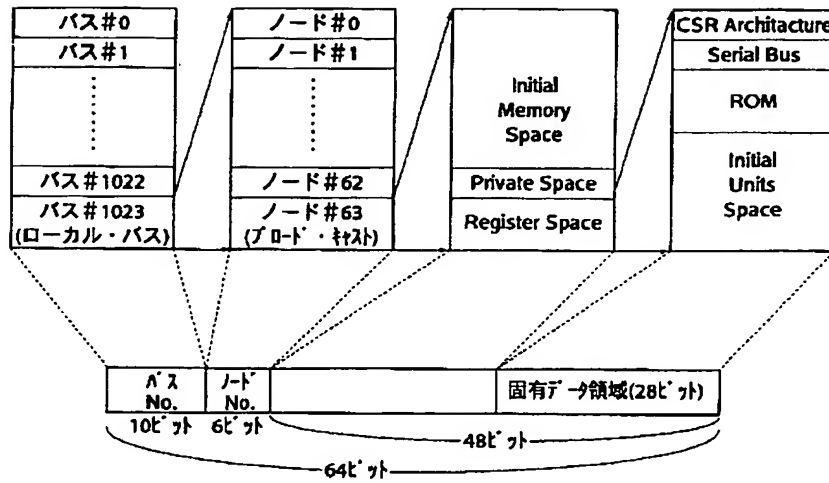 バス#0
バス#1
バス#1022
バス#1023
(ローカル・バス)
ノード#0
ノード#1
ノード#62
ノード#63
(ブロード・キャスト)
Initial
Memory
Space
Private Space
Register Space
CSR Architecture
Serial Bus
ROM
Initial
Units
Space
バス
No.
ノード
No.
固有データ領域(28ビット)
10ビット
6ビット
48ビット
64ビット